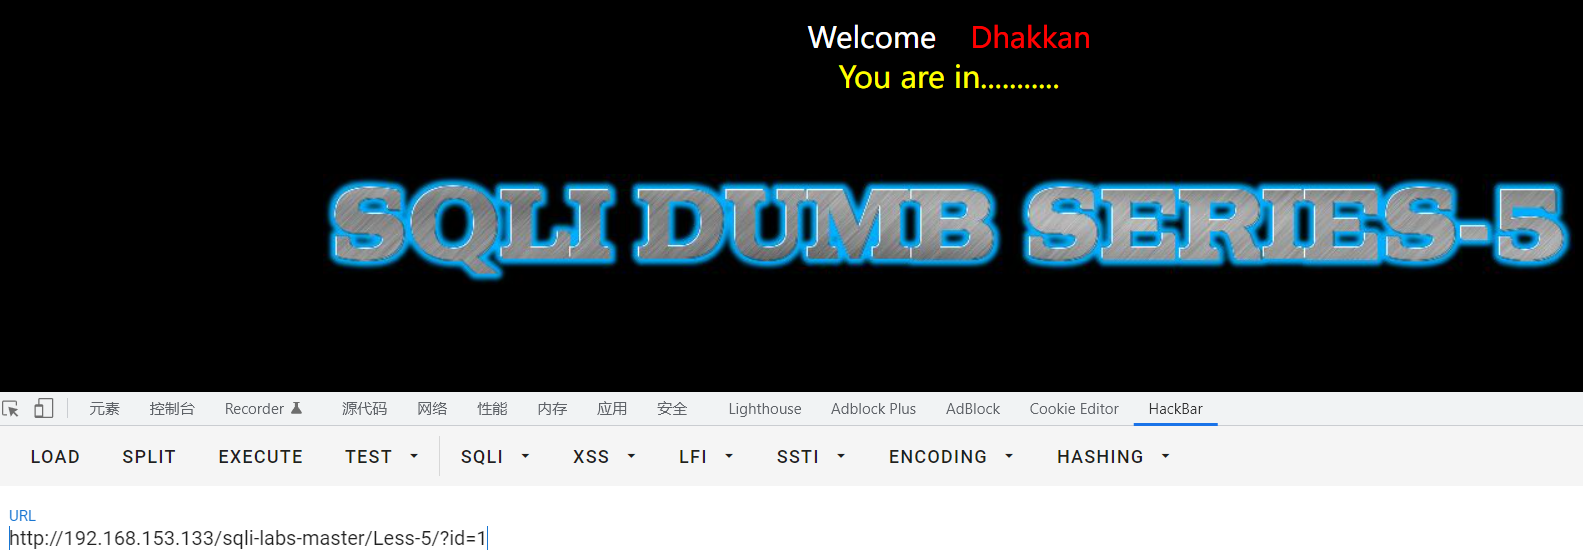 Welcome Dhakkan
You are in...........
SQLI DUMB SERIES-5
元素 控制台 Recorder 源代码 网络 性能 内存 应用 安全 Lighthouse Adblock Plus AdBlock Cookie Editor HackBar
LOAD SPLIT EXECUTE TEST SQLI XSS LFI SSTI ENCODING HASHING
URL
http://192.168.153.133/sqli-labs-master/Less-5/?id=1